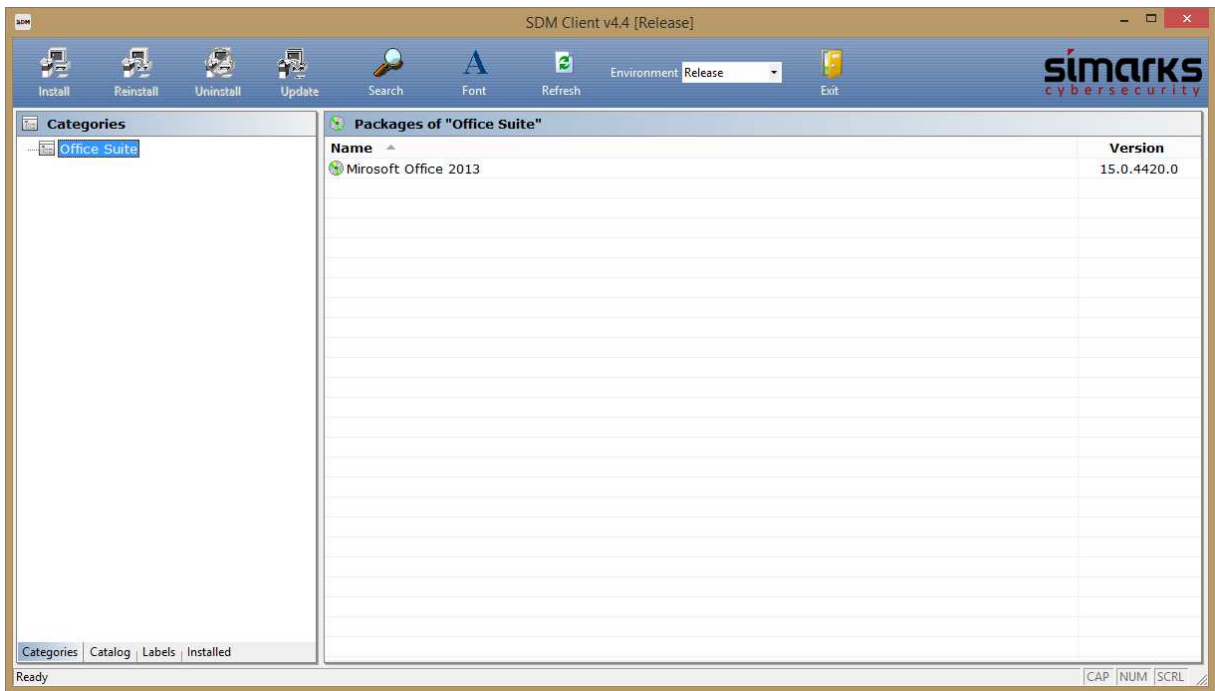 SDM
SDM Client v4.4 [Release]
Install Reinstall Uninstall Update Search Font Refresh Environment Release Exit
simarks
cybersecurity
Categories
Office Suite
Packages of "Office Suite"
Name Version
Mirosoft Office 2013 15.0.4420.0
Categories Catalog Labels Installed
Ready CAP NUM SCRL